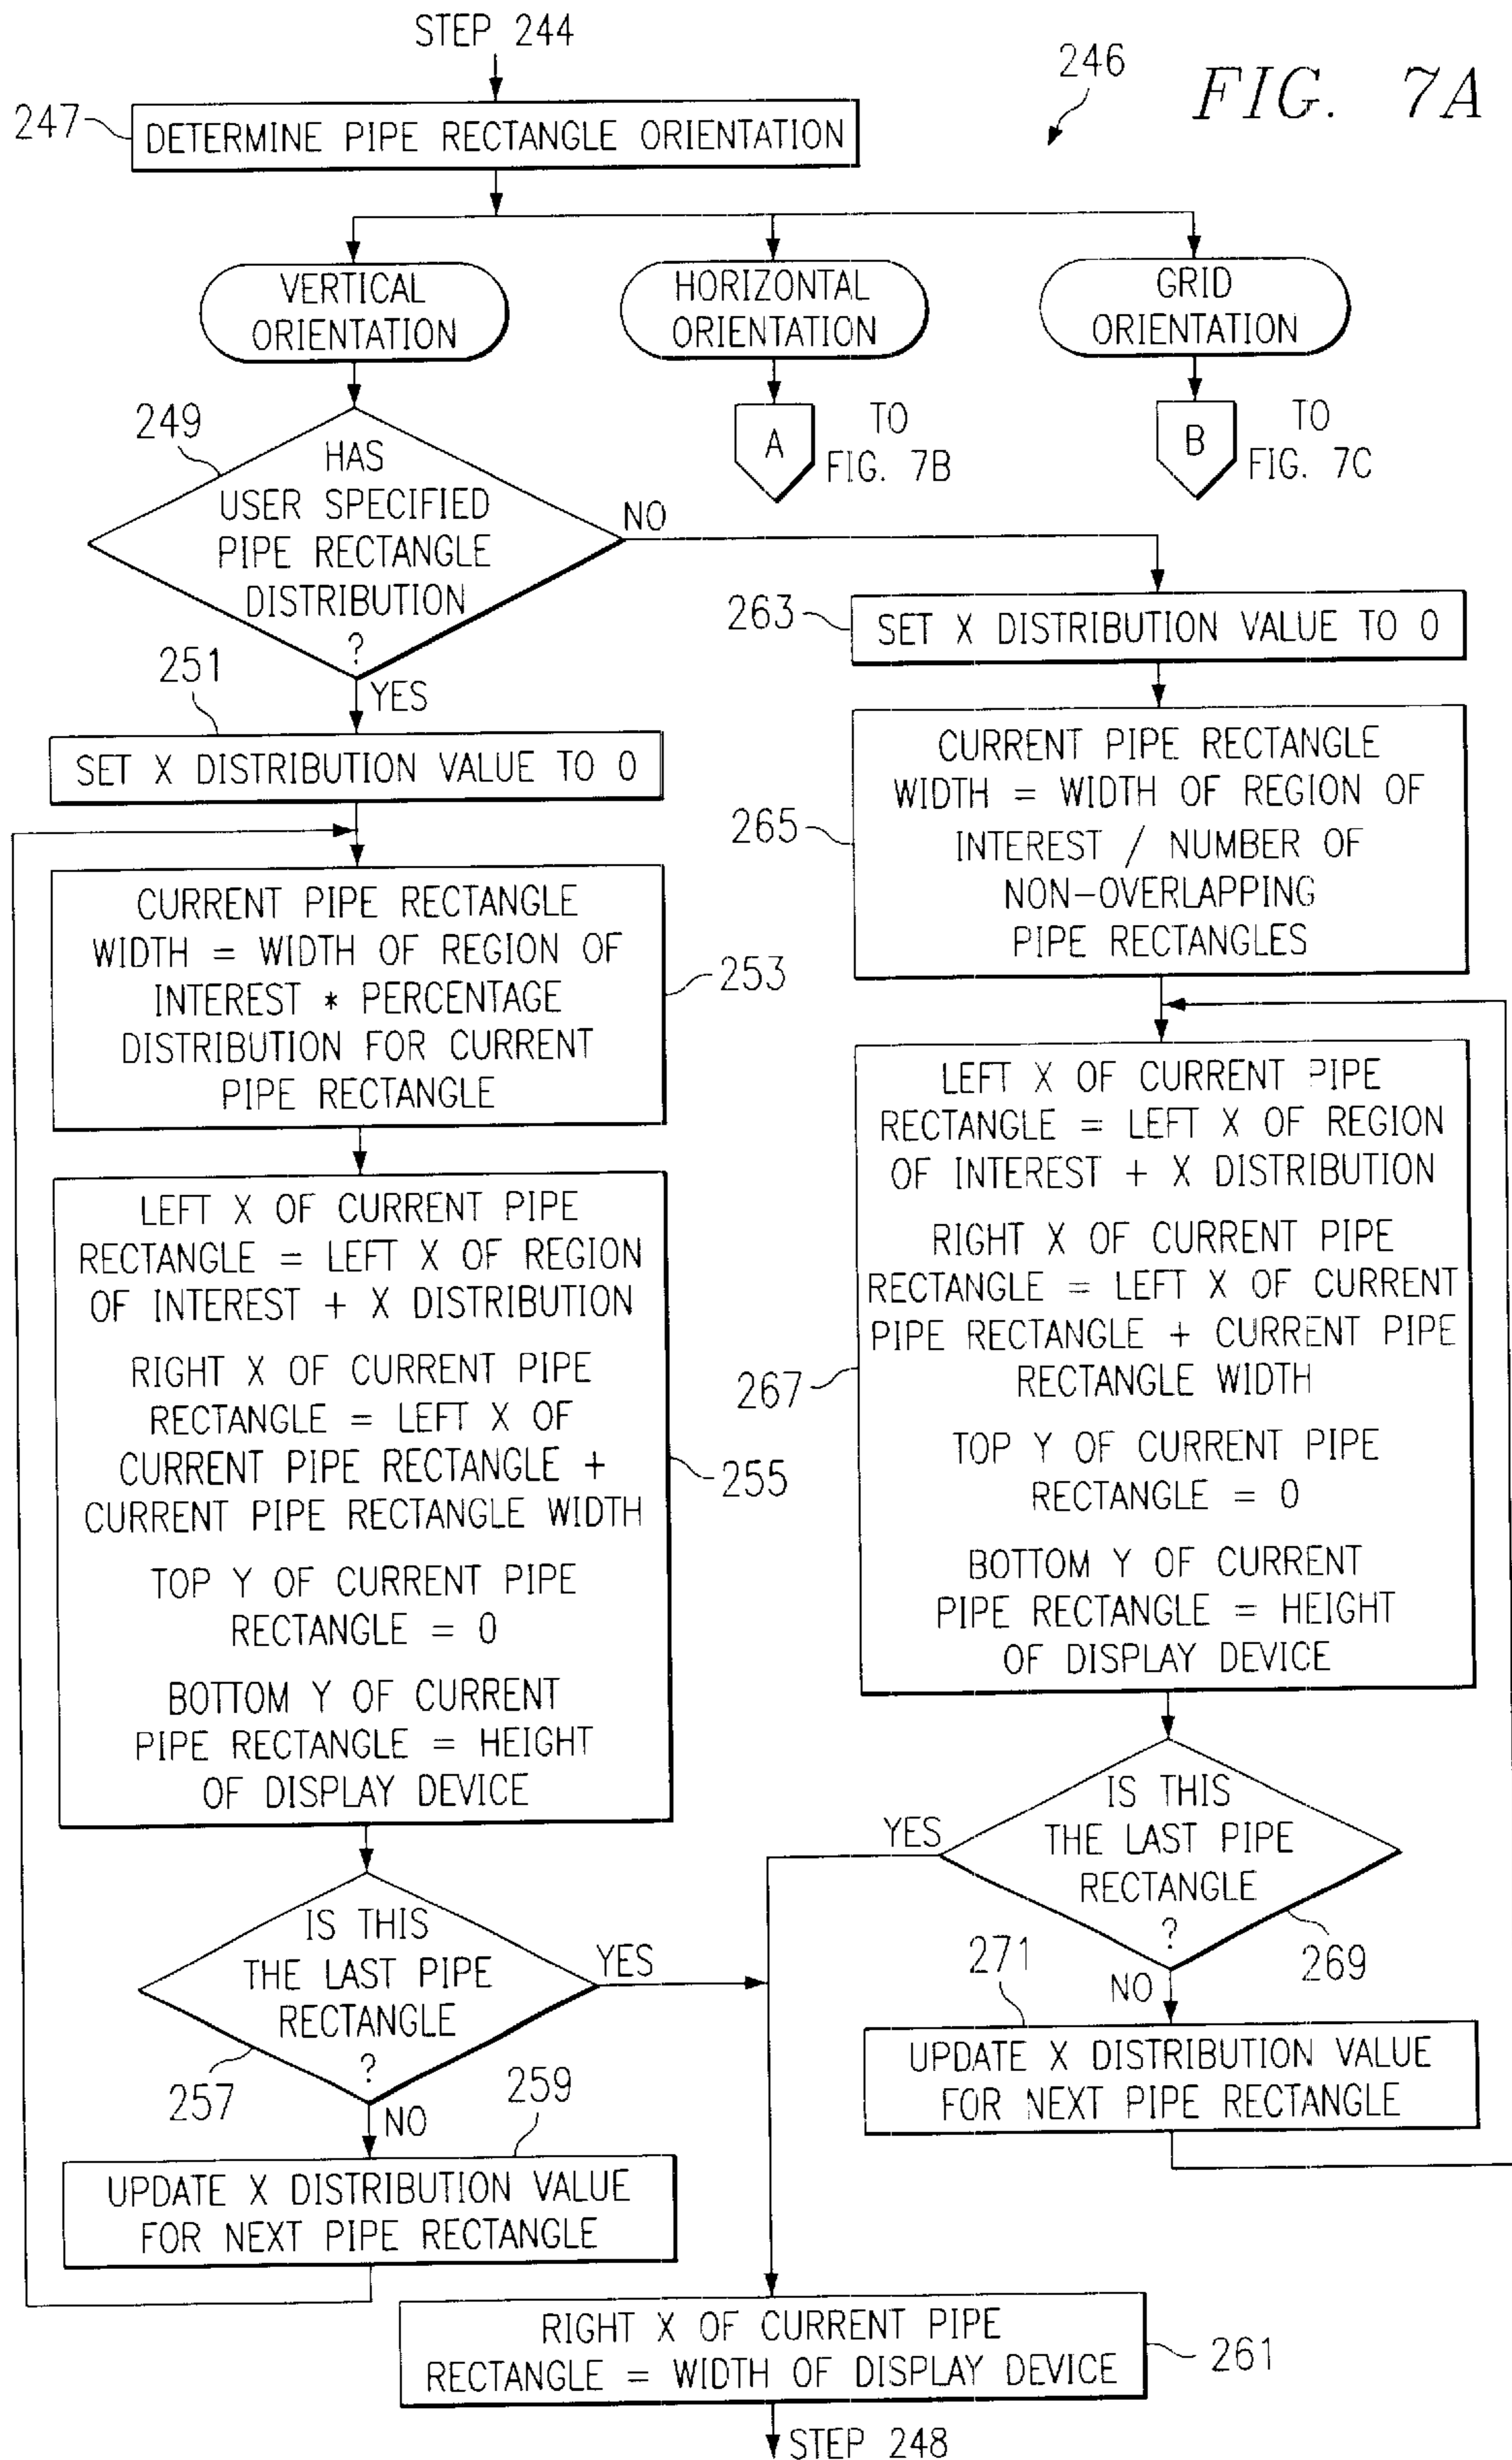 STEP 244
246
FIG. 7A
247
DETERMINE PIPE RECTANGLE ORIENTATION
VERTICAL
ORIENTATION
HORIZONTAL
ORIENTATION
GRID
ORIENTATION
A
TO
FIG. 7B
B
TO
FIG. 7C
249
HAS
USER SPECIFIED
PIPE RECTANGLE
DISTRIBUTION
?
NO
YES
251
SET X DISTRIBUTION VALUE TO 0
CURRENT PIPE RECTANGLE
WIDTH = WIDTH OF REGION OF
INTEREST * PERCENTAGE
DISTRIBUTION FOR CURRENT
PIPE RECTANGLE
253
LEFT X OF CURRENT PIPE
RECTANGLE = LEFT X OF REGION
OF INTEREST + X DISTRIBUTION
RIGHT X OF CURRENT PIPE
RECTANGLE = LEFT X OF
CURRENT PIPE RECTANGLE +
CURRENT PIPE RECTANGLE WIDTH
TOP Y OF CURRENT PIPE
RECTANGLE = 0
BOTTOM Y OF CURRENT
PIPE RECTANGLE = HEIGHT
OF DISPLAY DEVICE
255
IS THIS
THE LAST PIPE
RECTANGLE
?
YES
257
NO
259
UPDATE X DISTRIBUTION VALUE
FOR NEXT PIPE RECTANGLE
263
SET X DISTRIBUTION VALUE TO 0
265
CURRENT PIPE RECTANGLE
WIDTH = WIDTH OF REGION OF
INTEREST / NUMBER OF
NON-OVERLAPPING
PIPE RECTANGLES
267
LEFT X OF CURRENT PIPE
RECTANGLE = LEFT X OF REGION
OF INTEREST + X DISTRIBUTION
RIGHT X OF CURRENT PIPE
RECTANGLE = LEFT X OF CURRENT
PIPE RECTANGLE + CURRENT PIPE
RECTANGLE WIDTH
TOP Y OF CURRENT PIPE
RECTANGLE = 0
BOTTOM Y OF CURRENT
PIPE RECTANGLE = HEIGHT
OF DISPLAY DEVICE
YES
IS THIS
THE LAST PIPE
RECTANGLE
?
269
NO
271
UPDATE X DISTRIBUTION VALUE
FOR NEXT PIPE RECTANGLE
RIGHT X OF CURRENT PIPE
RECTANGLE = WIDTH OF DISPLAY DEVICE
261
STEP 248